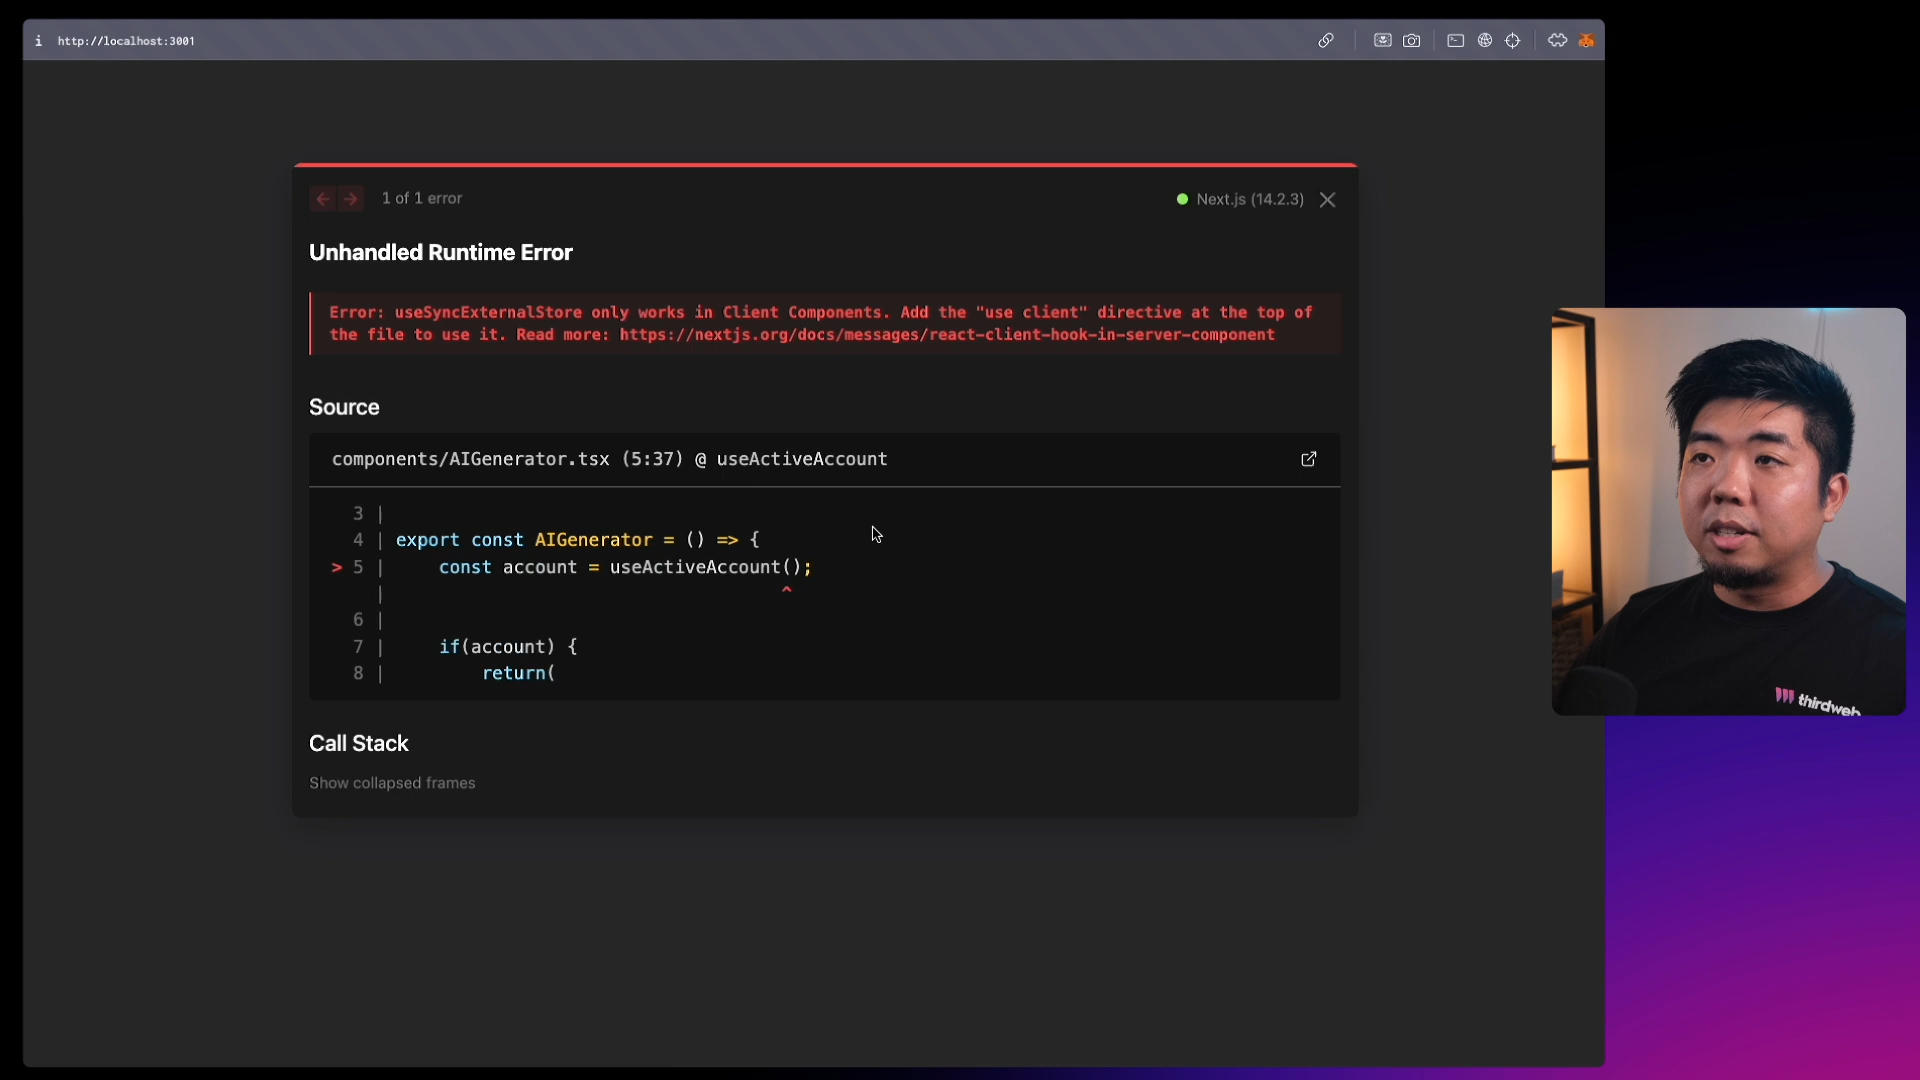 i http://localhost:3001
1 of 1 error
Next.js (14.2.3)
Unhandled Runtime Error
Error: useSyncExternalStore only works in Client Components. Add the "use client" directive at the top of
the file to use it. Read more: https://nextjs.org/docs/messages/react-client-hook-in-server-component
Source
components/AIGenerator.tsx (5:37) @ useActiveAccount
3 |
4 | export const AIGenerator = () => {
> 5 | const account = useActiveAccount();
| ^
6 |
7 | if(account) {
8 | return(
Call Stack
Show collapsed frames
thirdweb